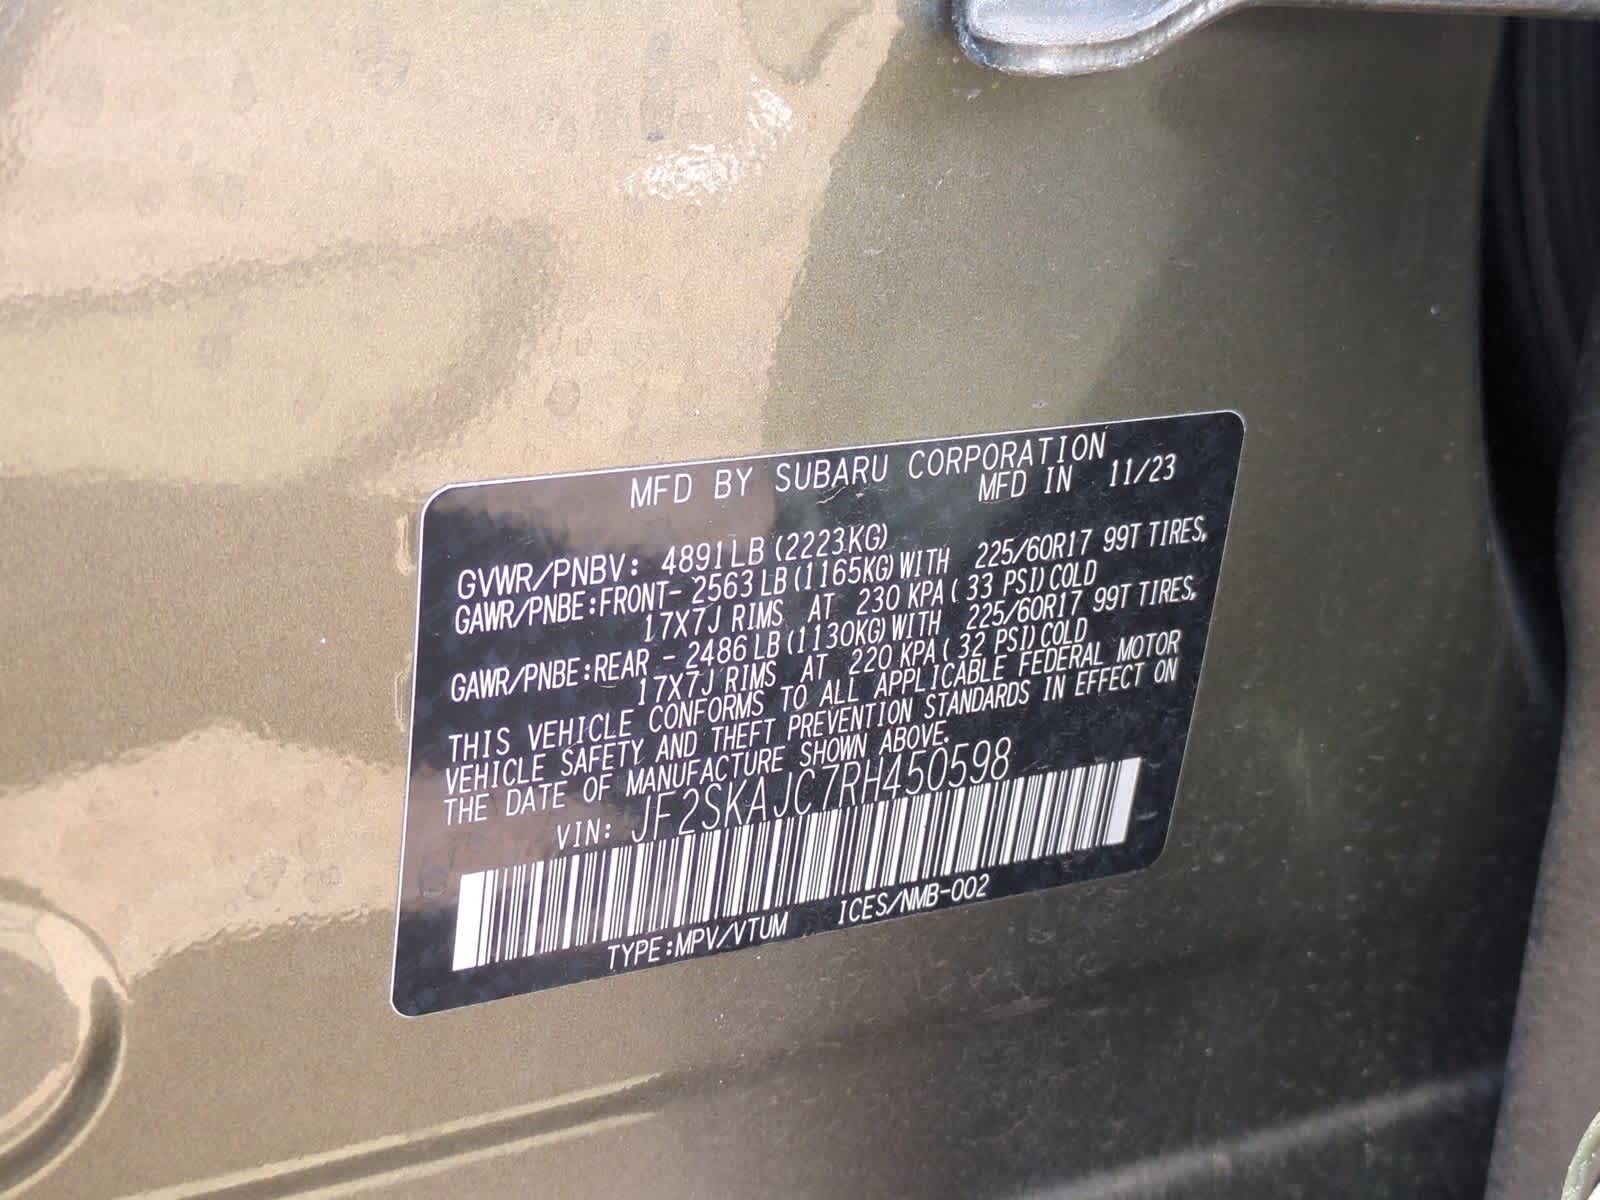 MFD BY SUBARU CORPORATION
MFD IN 11/23
GVWR/PNBV: 4891LB (2223KG)
GAWR/PNBE:FRONT- 2563LB(1165KG)WITH 225/60R17 99T TIRES,
17X7J RIMS AT 230 KPA( 33 PSI)COLD
GAWR/PNBE:REAR - 2486LB(1130KG)WITH 225/60R17 99T TIRES,
17X7J RIMS AT 220 KPA( 32 PSI)COLD
THIS VEHICLE CONFORMS TO ALL APPLICABLE FEDERAL MOTOR
VEHICLE SAFETY AND THEFT PREVENTION STANDARDS IN EFFECT ON
THE DATE OF MANUFACTURE SHOWN ABOVE.
VIN: JF2SKAJC7RH450598
TYPE:MPV/VTUM ICES/NMB-002